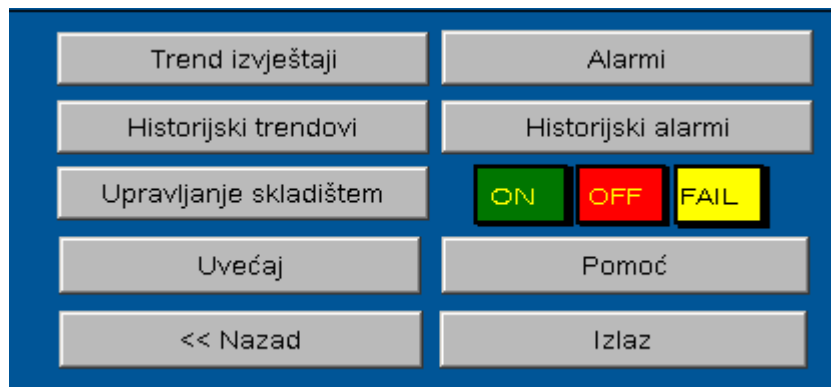 Trend izvještaji
Alarmi
Historijski trendovi
Historijski alarmi
Upravljanje skladištem
ON OFF FAIL
Uvećaj
Pomoć
<< Nazad
Izlaz